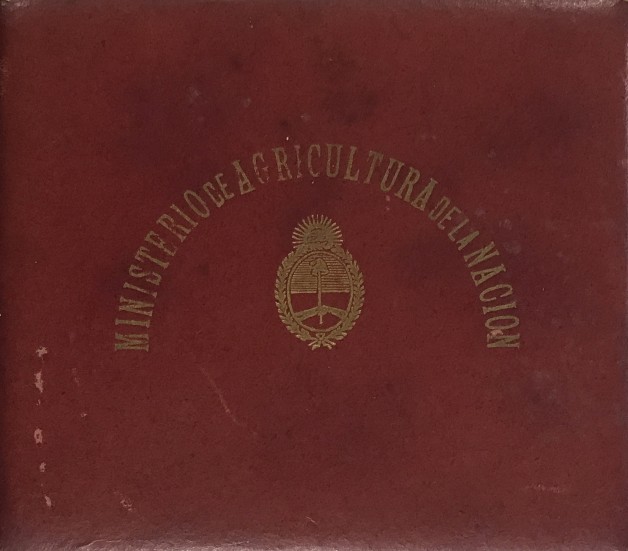 MINISTERIO DE AGRICULTURA DE LA NACION